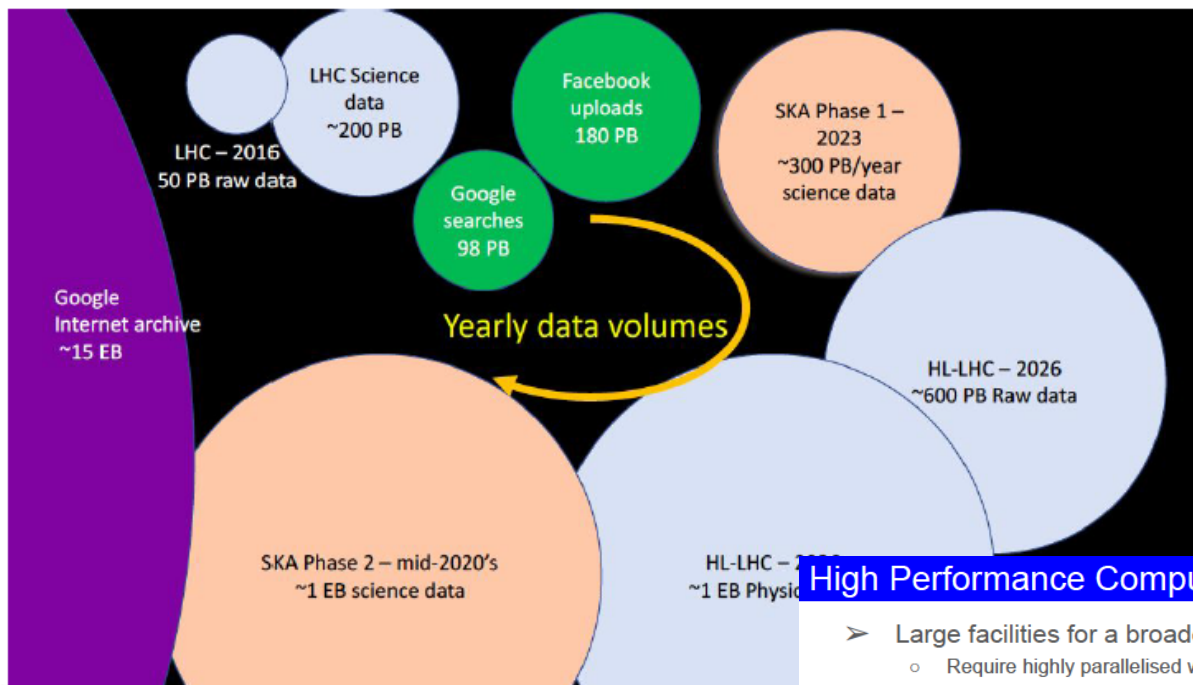 LHC Science
data
~200 PB
LHC – 2016
50 PB raw data
Facebook
uploads
180 PB
Google
searches
98 PB
SKA Phase 1 –
2023
~300 PB/year
science data
Google
Internet archive
~15 EB
Yearly data volumes
HL-LHC – 2026
~600 PB Raw data
SKA Phase 2 – mid-2020's
~1 EB science data
HL-LHC –
~1 EB
High Performance
➢ Large facilities for a
○ Require highly parallelised